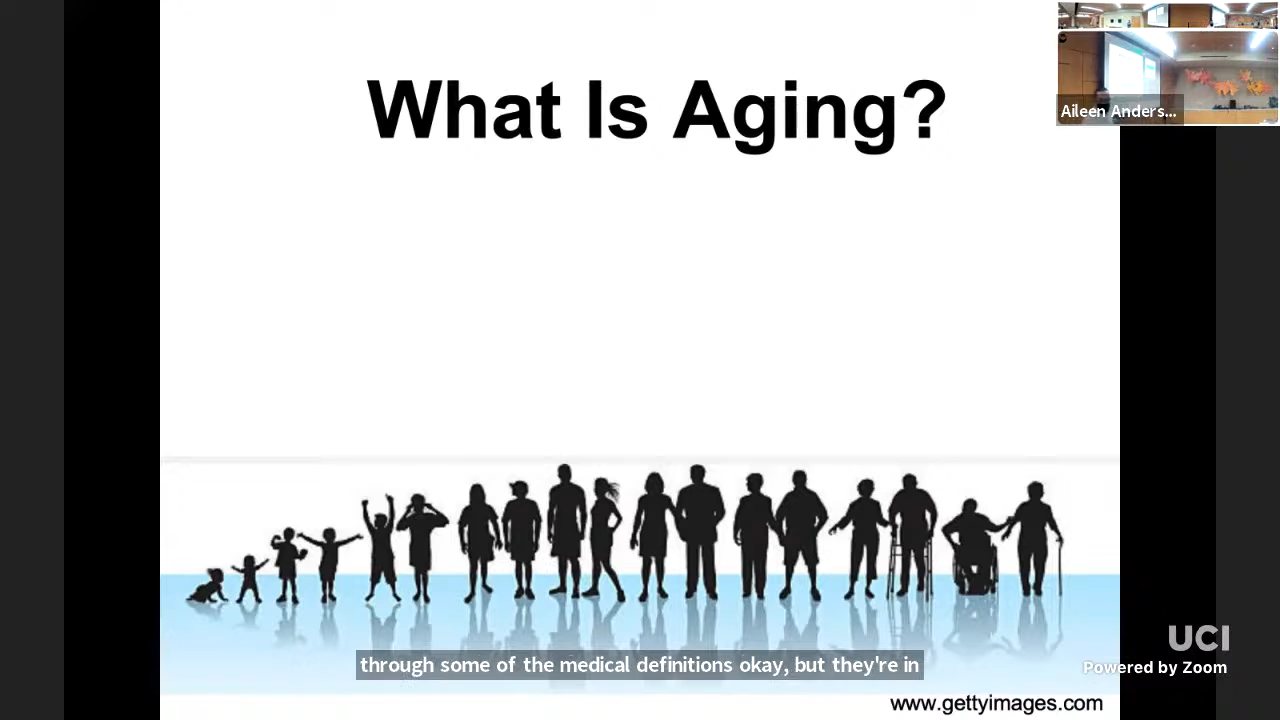 What Is Aging?
Aileen Anders...
through some of the medical definitions okay, but they're in
UCI
Powered by Zoom
www.gettyimages.com